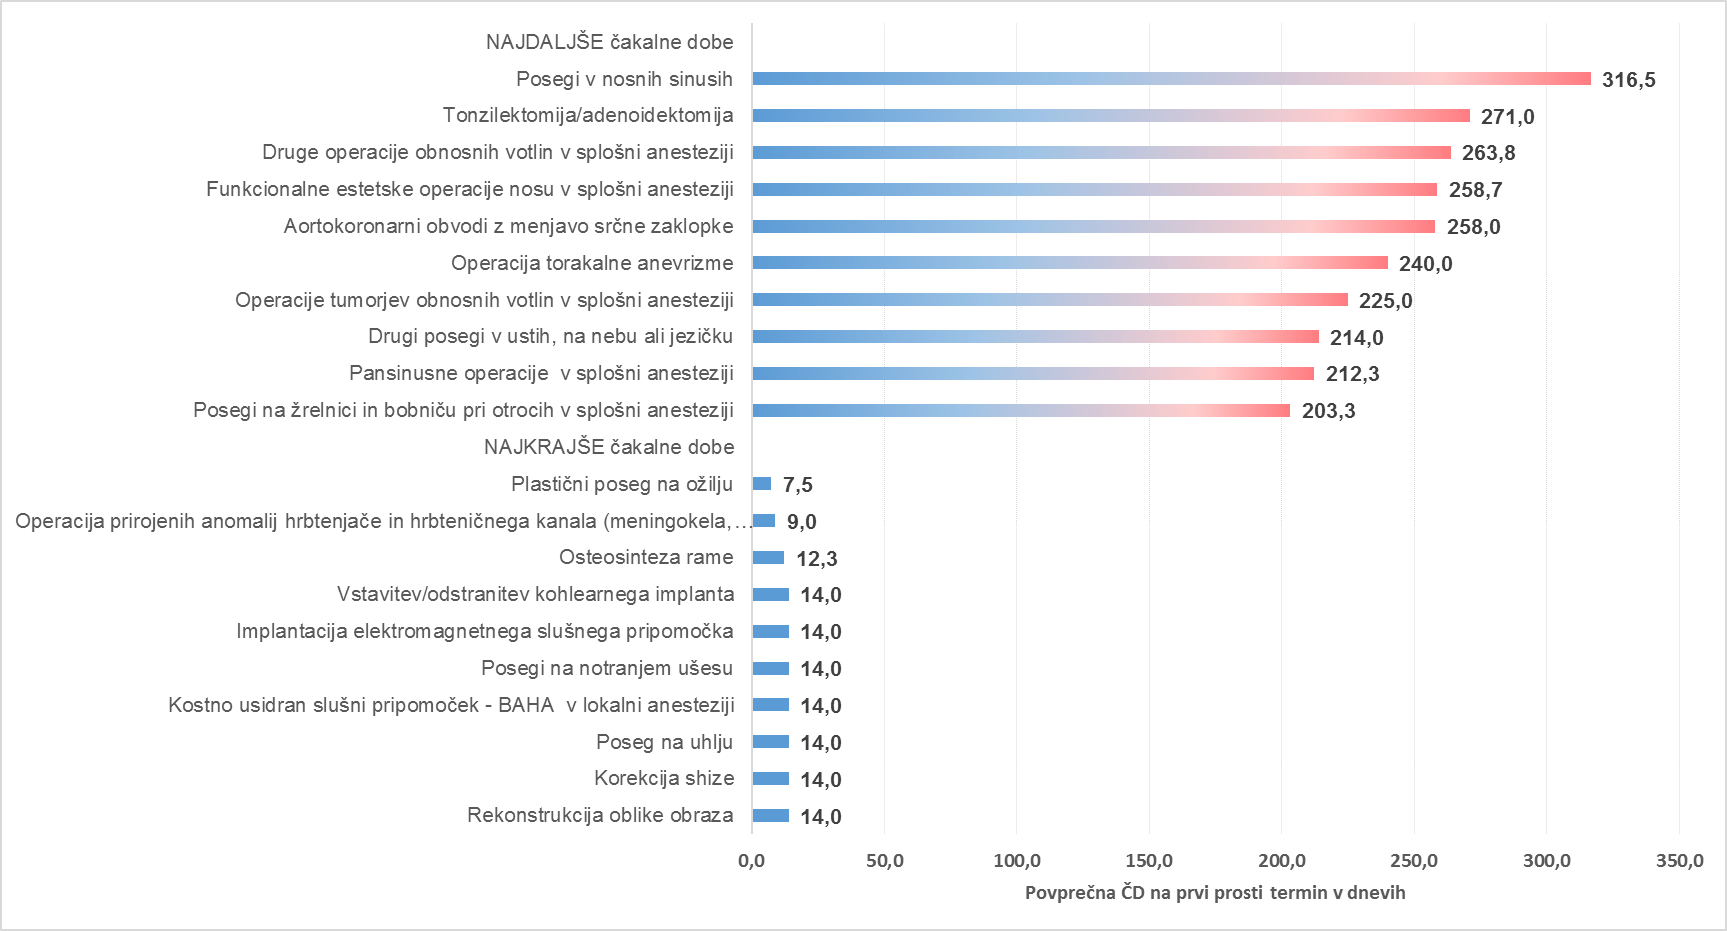 NAJDALJŠE čakalne dobe
Posegi v nosnih sinusih 316,5
Tonzilektomija/adenoidektomija 271,0
Druge operacije obnosnih votlin v splošni anesteziji 263,8
Funkcionalne estetske operacije nosu v splošni anesteziji 258,7
Aortokoronarni obvodi z menjavo srčne zaklopke 258,0
Operacija torakalne anevrizme 240,0
Operacije tumorjev obnosnih votlin v splošni anesteziji 225,0
Drugi posegi v ustih, na nebu ali jezičku 214,0
Pansinusne operacije  v splošni anesteziji 212,3
Posegi na žrelnici in bobniču pri otrocih v splošni anesteziji 203,3
NAJKRAJŠE čakalne dobe
Plastični poseg na ožilju 7,5
Operacija prirojenih anomalij hrbtenjače in hrbteničnega kanala (meningokela,… 9,0
Osteosinteza rame 12,3
Vstavitev/odstranitev kohlearnega implanta 14,0
Implantacija elektromagnetnega slušnega pripomočka 14,0
Posegi na notranjem ušesu 14,0
Kostno usidran slušni pripomoček - BAHA  v lokalni anesteziji 14,0
Poseg na uhlju 14,0
Korekcija shize 14,0
Rekonstrukcija oblike obraza 14,0
0,0 50,0 100,0 150,0 200,0 250,0 300,0 350,0
Povprečna ČD na prvi prosti termin v dnevih